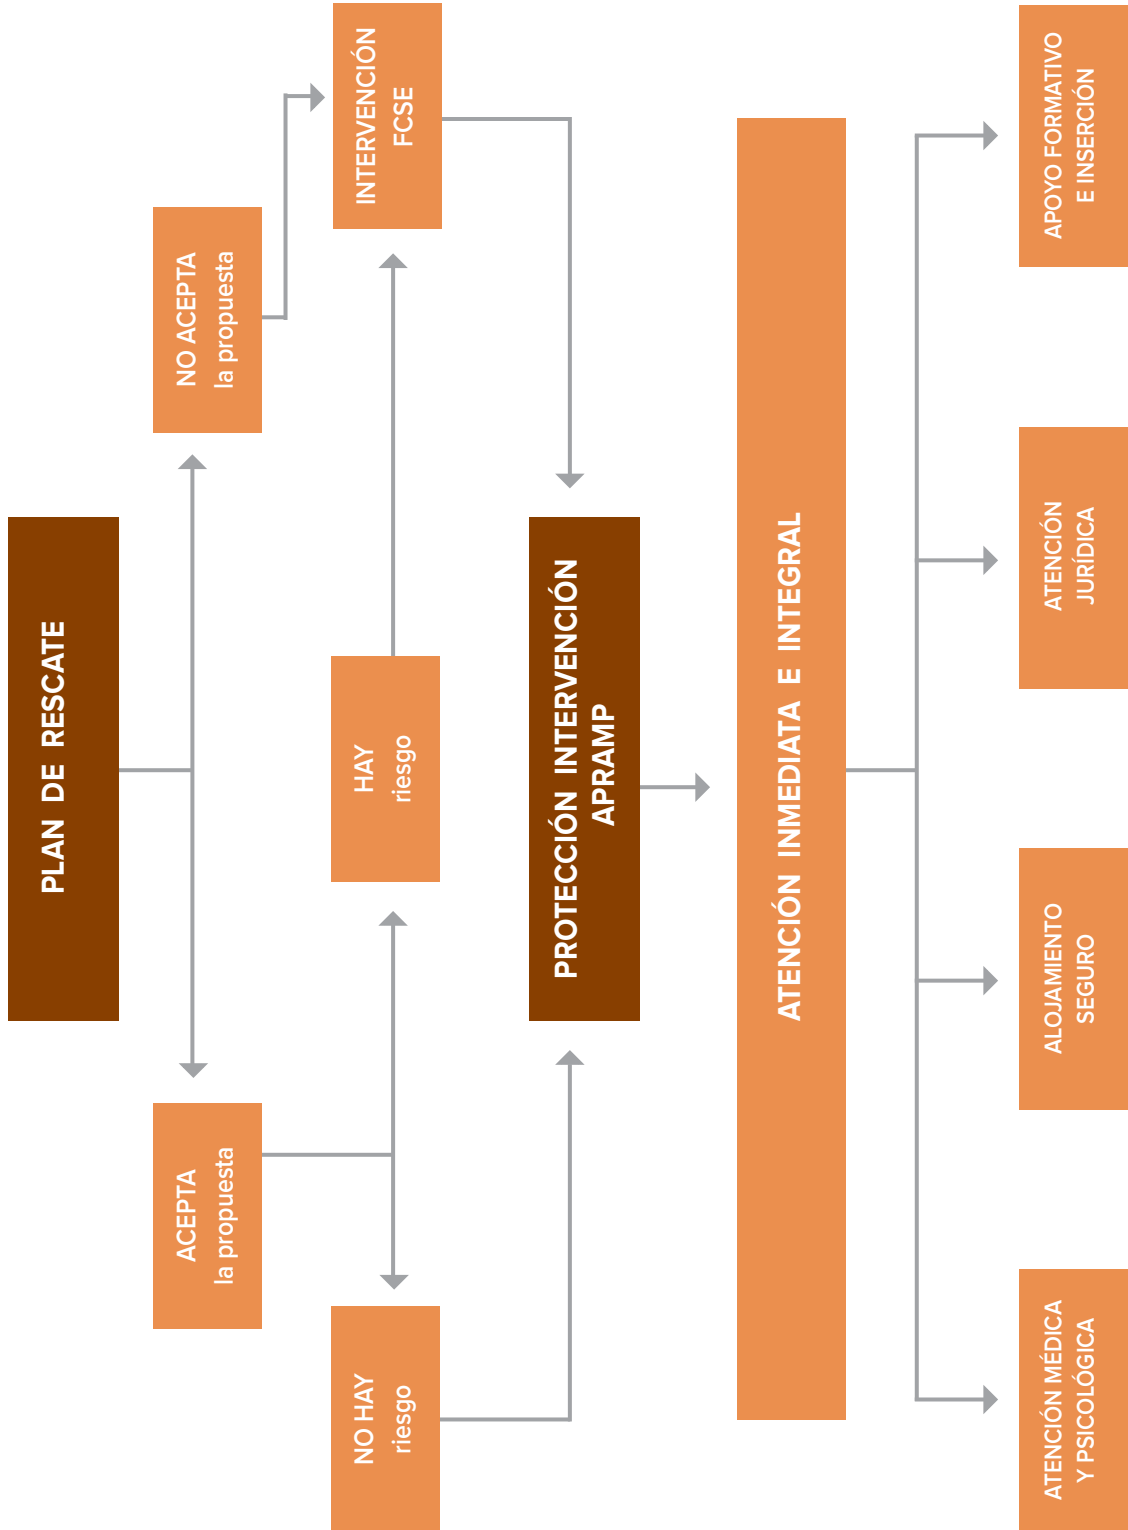 PLAN DE RESCATE
ACEPTA
la propuesta
NO ACEPTA
la propuesta
NO HAY
riesgo
HAY
riesgo
INTERVENCIÓN
FCSE
PROTECCIÓN INTERVENCIÓN
APRAMP
ATENCIÓN INMEDIATA E INTEGRAL
ATENCIÓN MÉDICA
Y PSICOLÓGICA
ALOJAMIENTO
SEGURO
ATENCIÓN
JURÍDICA
APOYO FORMATIVO
E INSERCIÓN